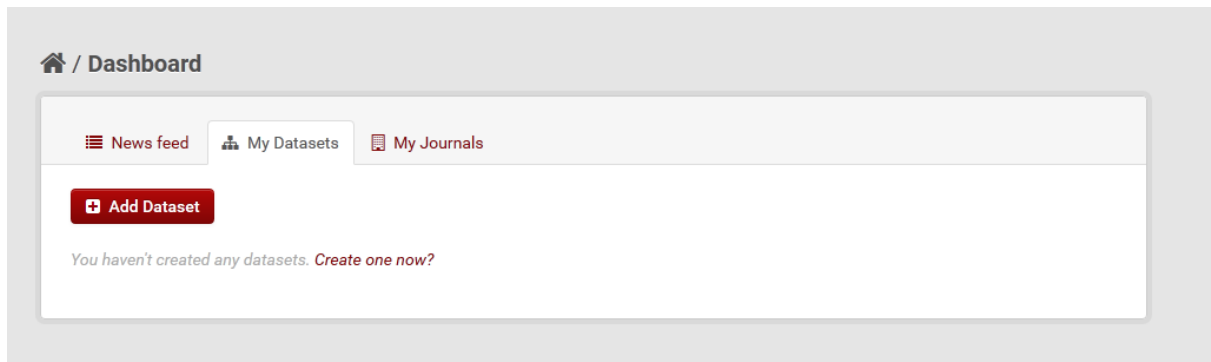 / Dashboard
News feed My Datasets My Journals
Add Dataset
You haven't created any datasets. Create one now?